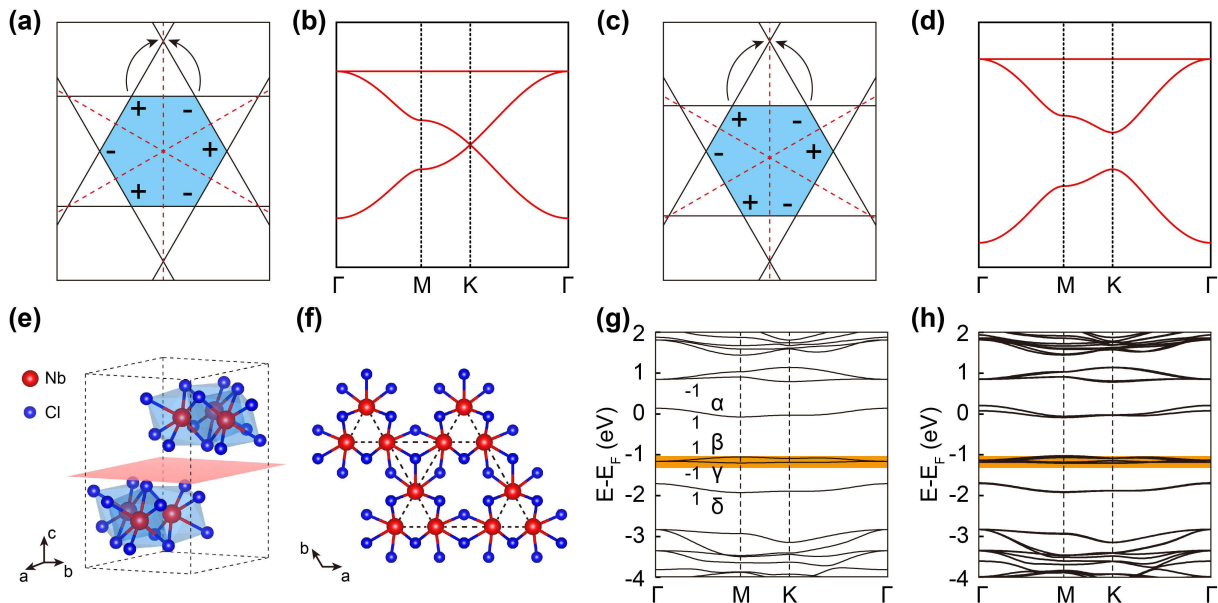 (a)
+ -
- +
+ -
(b)
Γ M K Γ
(c)
+ -
- +
+ -
(d)
Γ M K Γ
(e)
Nb
Cl
c
a b
(f)
b
a
(g)
E-E_F (eV)
2
1
0
-1
-2
-3
-4
-1
α
1
1 β
-1 γ
1 δ
Γ M K Γ
(h)
E-E_F (eV)
2
1
0
-1
-2
-3
-4
Γ M K Γ